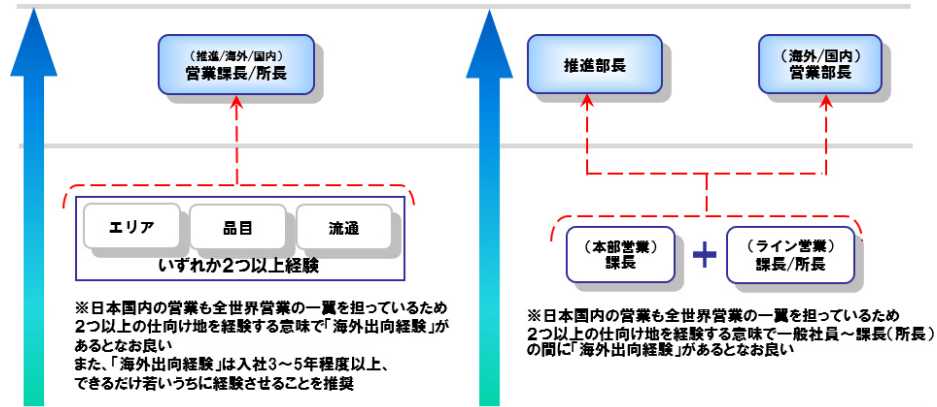 （推進/海外/国内）
営業課長/所長
エリア
品目
流通
いずれか２つ以上経験
※日本国内の営業も全世界営業の一翼を担っているため
２つ以上の仕向け地を経験する意味で「海外出向経験」が
あるとなお良い
また、「海外出向経験」は入社３～５年程度以上、
できるだけ若いうちに経験させることを推奨
推進部長
（海外/国内）
営業部長
（本部営業）
課長
+
（ライン営業）
課長/所長
※日本国内の営業も全世界営業の一翼を担っているため
２つ以上の仕向け地を経験する意味で一般社員～課長（所長）
の間に「海外出向経験」があるとなお良い